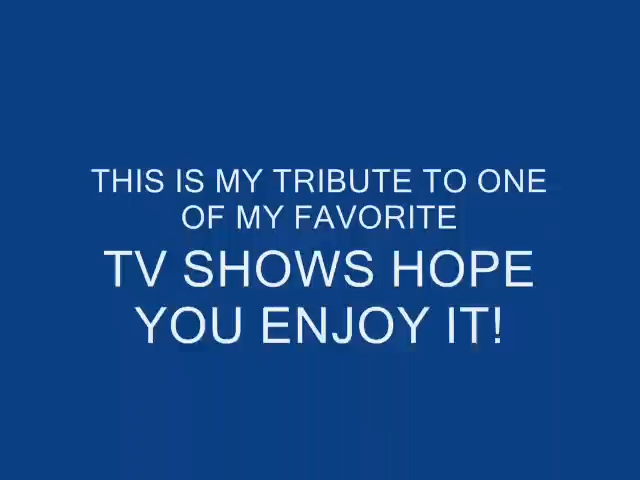 THIS IS MY TRIBUTE TO ONE
OF MY FAVORITE
TV SHOWS HOPE
YOU ENJOY IT!